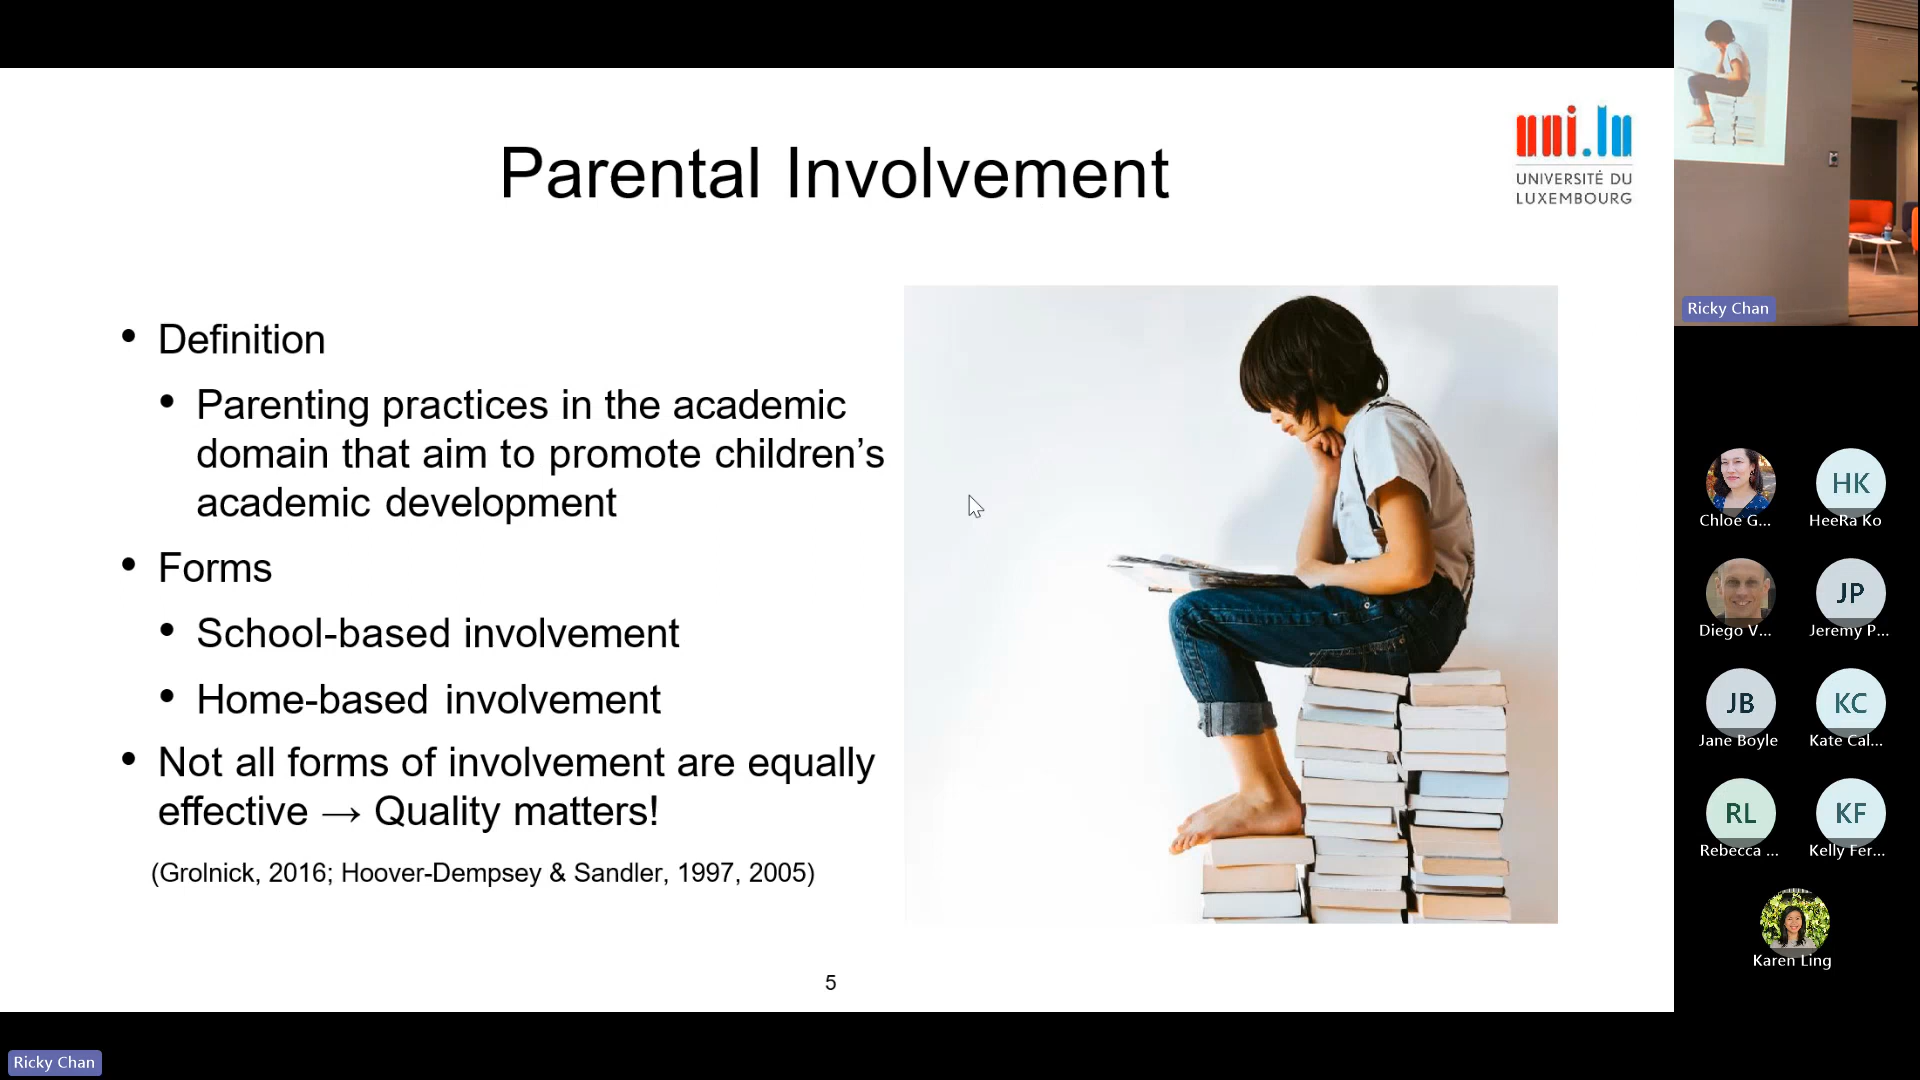 Parental Involvement
uni.lu
UNIVERSITÉ DU
LUXEMBOURG
• Definition
• Parenting practices in the academic
domain that aim to promote children’s
academic development
• Forms
• School-based involvement
• Home-based involvement
• Not all forms of involvement are equally
effective → Quality matters!
(Grolnick, 2016; Hoover-Dempsey & Sandler, 1997, 2005)
5
Ricky Chan
Ricky Chan
Chloe G...
HK
HeeRa Ko
Diego V...
JP
Jeremy P...
JB
Jane Boyle
KC
Kate Cal...
RL
Rebecca ...
KF
Kelly Fer...
Karen Ling